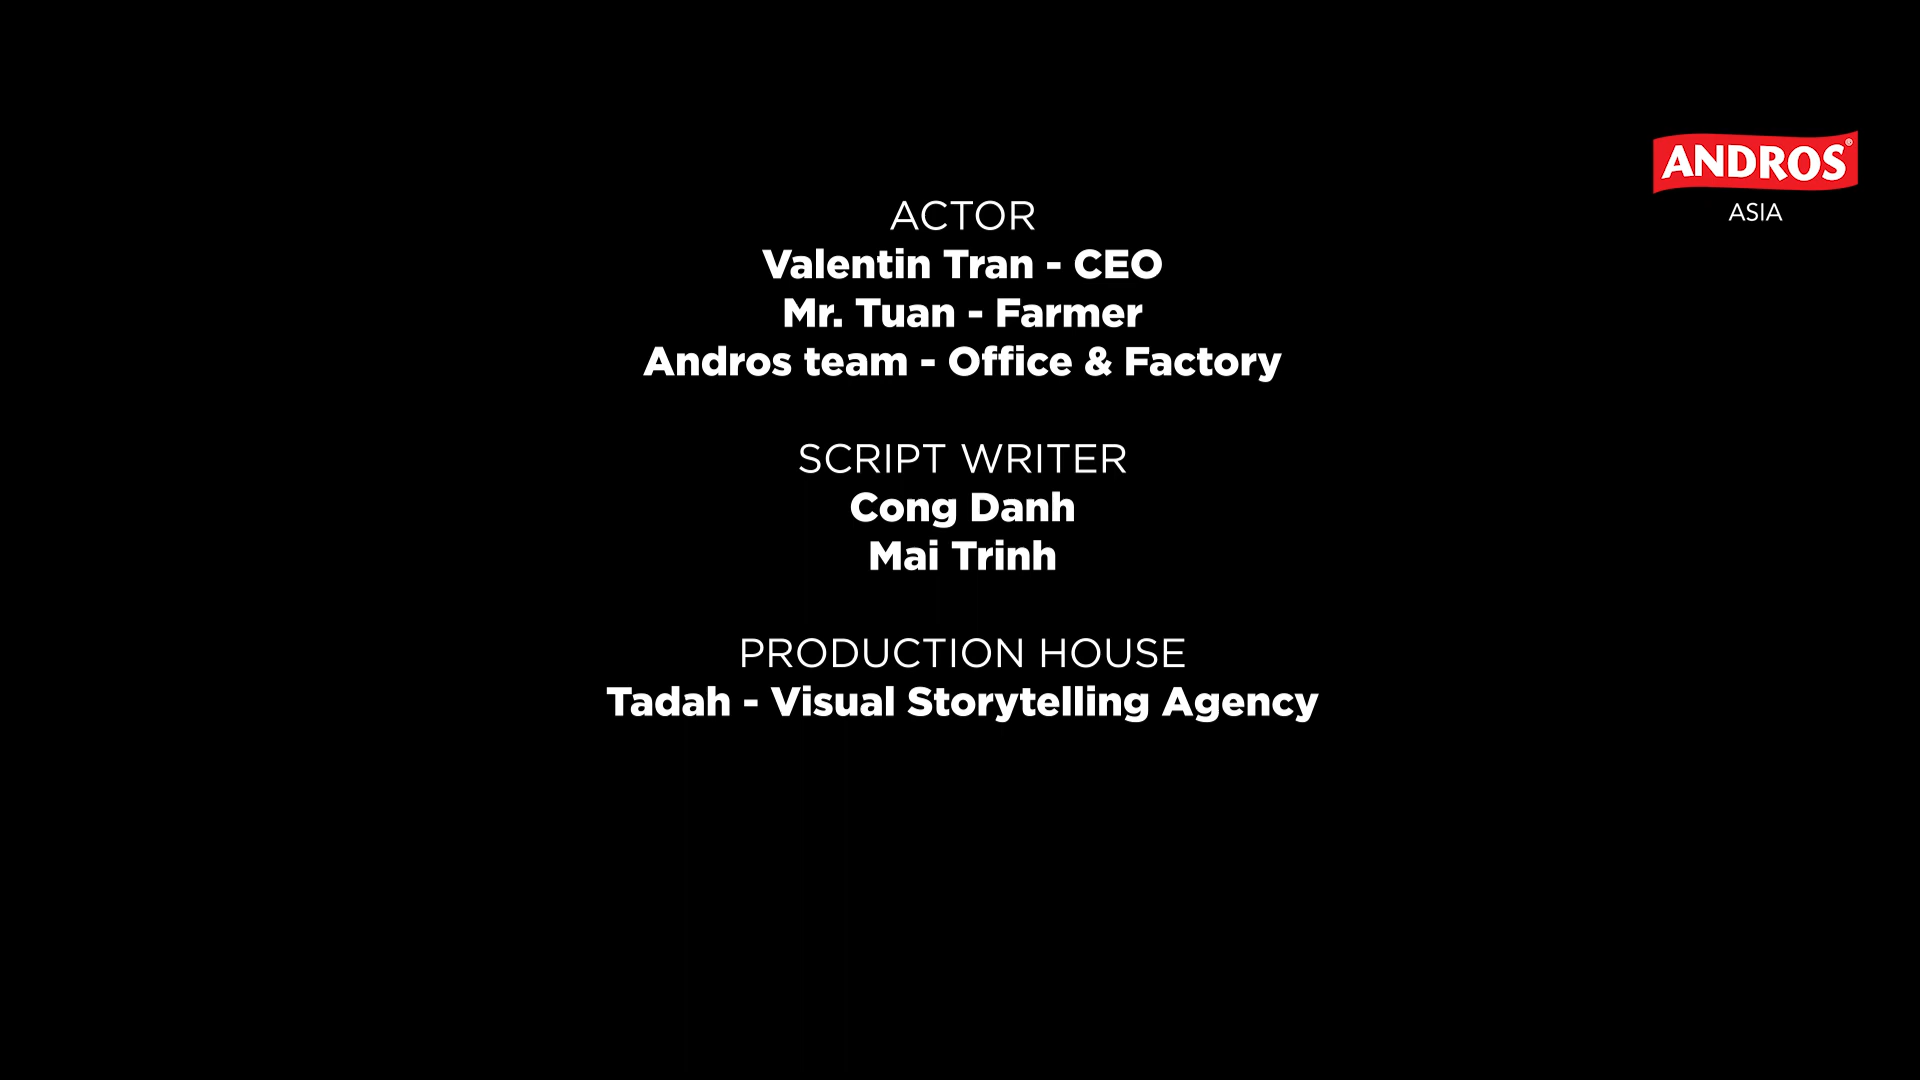 ANDROS®
ASIA
ACTOR
Valentin Tran - CEO
Mr. Tuan - Farmer
Andros team - Office & Factory
SCRIPT WRITER
Cong Danh
Mai Trinh
PRODUCTION HOUSE
Tadah - Visual Storytelling Agency